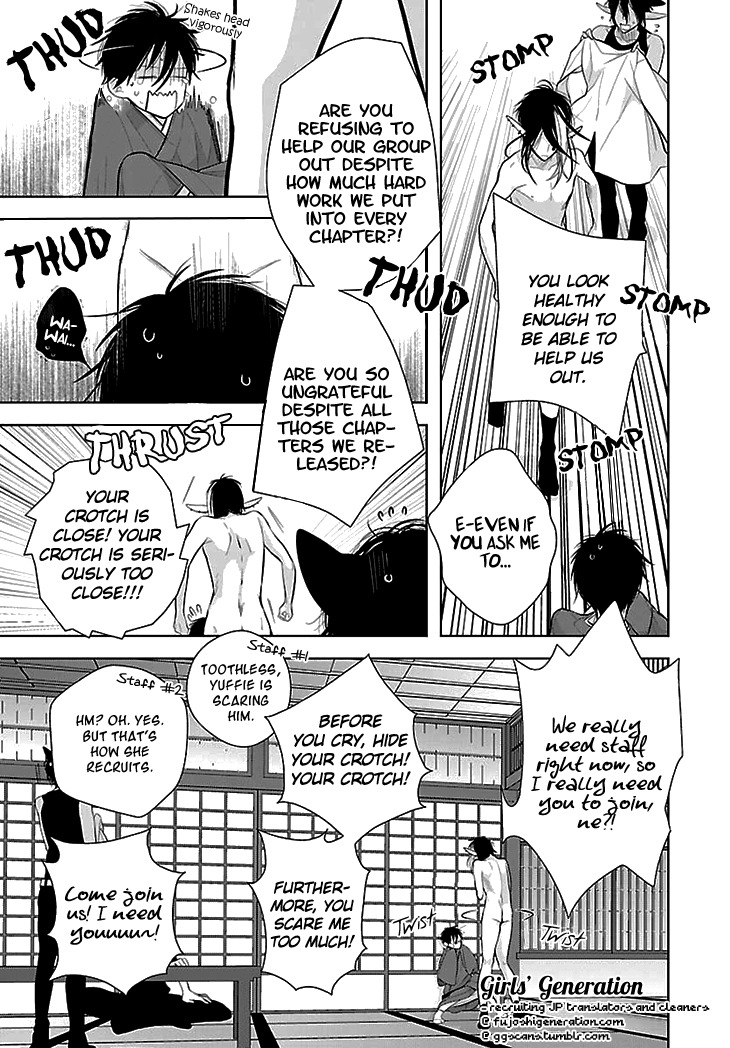 STOMP
YOU LOOK
HEALTHY
ENOUGH TO
BE ABLE TO
HELP US
OUT.
STOMP
STOMP
E-EVEN IF
YOU ASK ME
TO...
Shakes head
vigorously
THUD
ARE YOU
REFUSING TO
HELP OUR GROUP
OUT DESPITE
HOW MUCH HARD
WORK WE PUT
INTO EVERY
CHAPTER?!
THUD
THUD
WA-
WAI...
ARE YOU SO
UNGRATEFUL
DESPITE ALL
THOSE CHAP-
TERS WE RE-
LEASED?!
THRUST
YOUR
CROTCH IS
CLOSE! YOUR
CROTCH IS SERI-
OUSLY TOO
CLOSE!!!
We really
need staff
right now, so
I really need
you to join,
ne?!
BEFORE
YOU CRY, HIDE
YOUR CROTCH!
YOUR CROTCH!
Staff #1
TOOTHLESS,
YUFFIE IS
SCARING
HIM.
Staff #2
HM? OH. YES.
BUT THAT'S
HOW SHE
RECRUITS.
FURTHER-
MORE, YOU
SCARE ME
TOO MUCH!
Come join
us! I need
youuuu~!
Twist
Twist
Girls' Generation
- recruiting JP translators and cleaners
@ fujoshigeneration.com
@ ggscans.tumblr.com